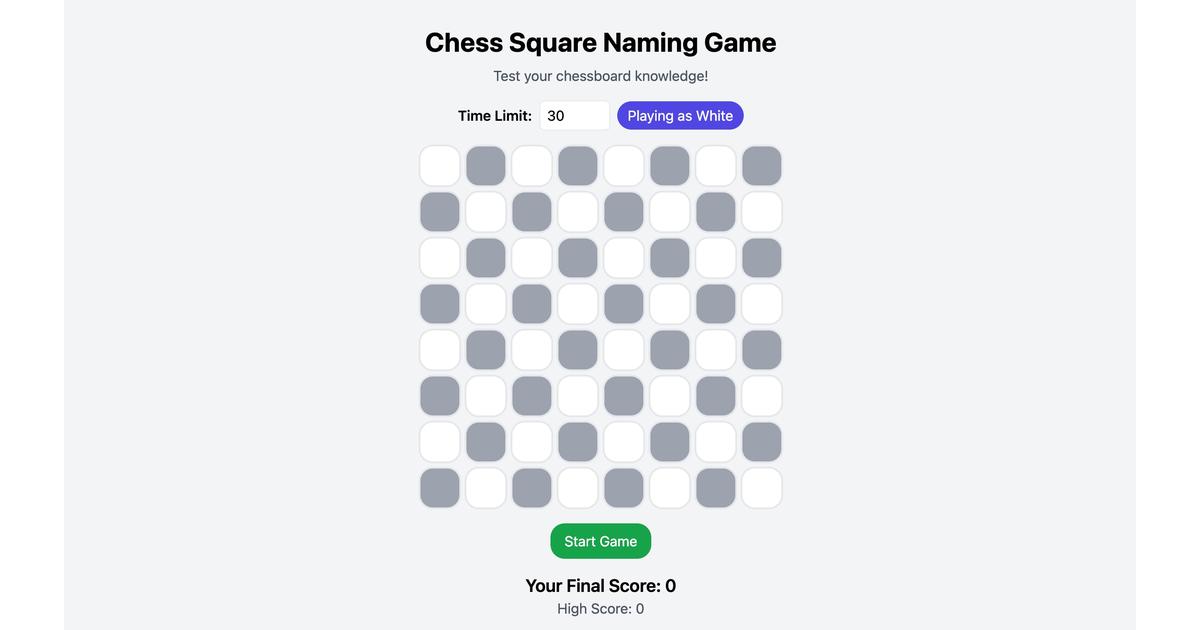 Chess Square Naming Game
Test your chessboard knowledge!
Time Limit: 30 Playing as White
Start Game
Your Final Score: 0
High Score: 0